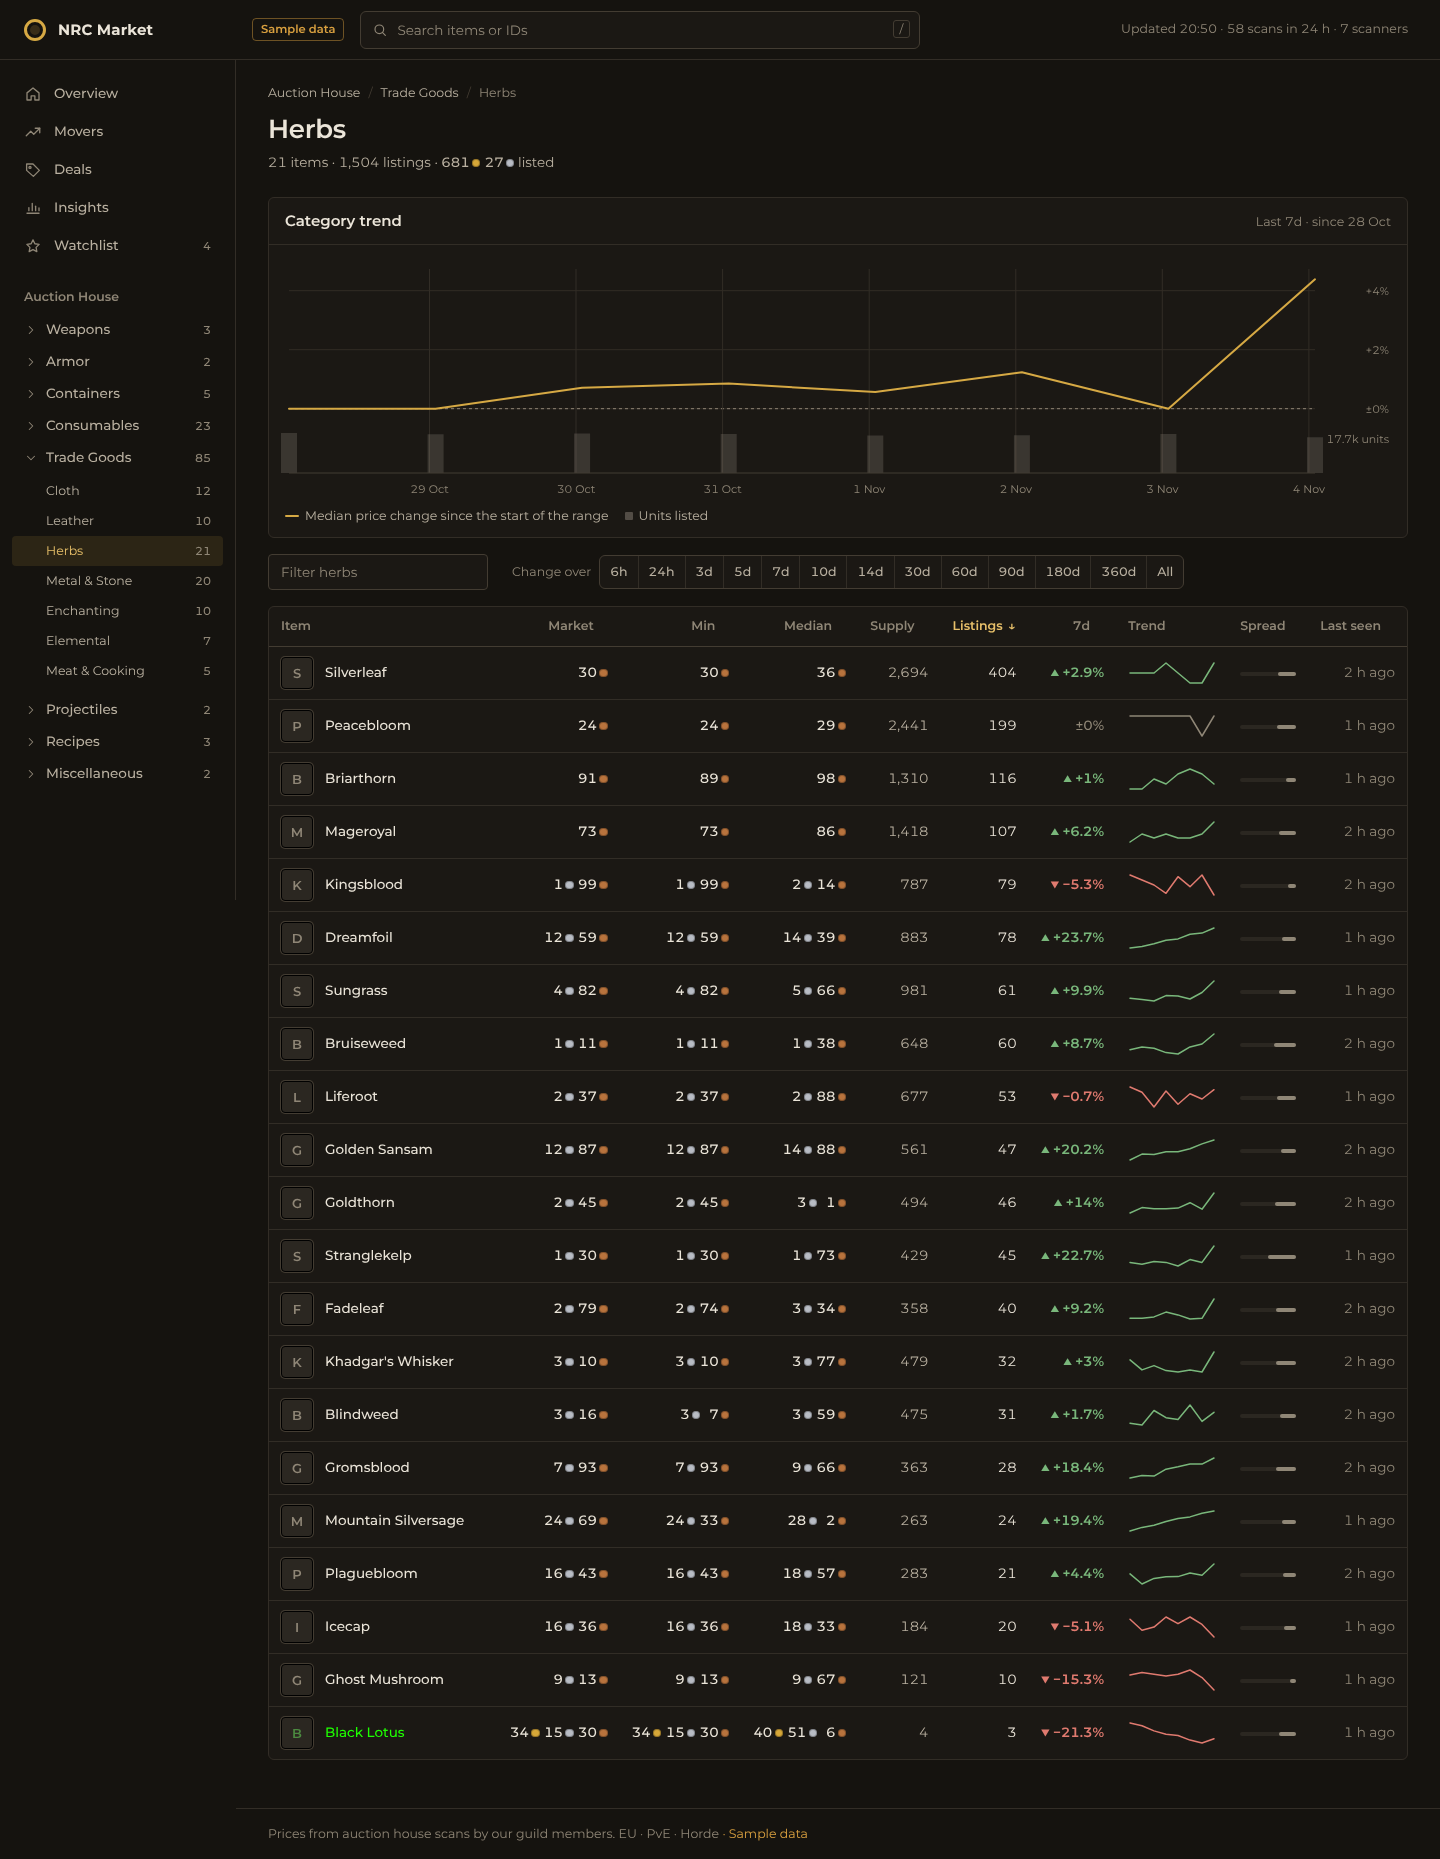 NRC Market
Sample data
Search items or IDs
/
Updated 20:50 · 58 scans in 24 h · 7 scanners
Overview
Movers
Deals
Insights
Watchlist 4
Auction House
Weapons 3
Armor 2
Containers 5
Consumables 23
Trade Goods 85
Cloth 12
Leather 10
Herbs 21
Metal & Stone 20
Enchanting 10
Elemental 7
Meat & Cooking 5
Projectiles 2
Recipes 3
Miscellaneous 2
Auction House / Trade Goods / Herbs
Herbs
21 items · 1,504 listings · 681 27 listed
Category trend
Last 7d · since 28 Oct
+4%
+2%
±0%
17.7k units
29 Oct 30 Oct 31 Oct 1 Nov 2 Nov 3 Nov 4 Nov
Median price change since the start of the range Units listed
Filter herbs
Change over 6h 24h 3d 5d 7d 10d 14d 30d 60d 90d 180d 360d All
Item Market Min Median Supply Listings ↓ 7d Trend Spread Last seen
S Silverleaf 30 30 36 2,694 404 ▲+2.9% 2 h ago
P Peacebloom 24 24 29 2,441 199 ±0% 1 h ago
B Briarthorn 91 89 98 1,310 116 ▲+1% 1 h ago
M Mageroyal 73 73 86 1,418 107 ▲+6.2% 2 h ago
K Kingsblood 1 99 1 99 2 14 787 79 ▼−5.3% 2 h ago
D Dreamfoil 12 59 12 59 14 39 883 78 ▲+23.7% 1 h ago
S Sungrass 4 82 4 82 5 66 981 61 ▲+9.9% 1 h ago
B Bruiseweed 1 11 1 11 1 38 648 60 ▲+8.7% 2 h ago
L Liferoot 2 37 2 37 2 88 677 53 ▼−0.7% 1 h ago
G Golden Sansam 12 87 12 87 14 88 561 47 ▲+20.2% 2 h ago
G Goldthorn 2 45 2 45 3 1 494 46 ▲+14% 2 h ago
S Stranglekelp 1 30 1 30 1 73 429 45 ▲+22.7% 1 h ago
F Fadeleaf 2 79 2 74 3 34 358 40 ▲+9.2% 2 h ago
K Khadgar's Whisker 3 10 3 10 3 77 479 32 ▲+3% 2 h ago
B Blindweed 3 16 3 7 3 59 475 31 ▲+1.7% 2 h ago
G Gromsblood 7 93 7 93 9 66 363 28 ▲+18.4% 2 h ago
M Mountain Silversage 24 69 24 33 28 2 263 24 ▲+19.4% 1 h ago
P Plaguebloom 16 43 16 43 18 57 283 21 ▲+4.4% 2 h ago
I Icecap 16 36 16 36 18 33 184 20 ▼−5.1% 1 h ago
G Ghost Mushroom 9 13 9 13 9 67 121 10 ▼−15.3% 1 h ago
B Black Lotus 34 15 30 34 15 30 40 51 6 4 3 ▼−21.3% 1 h ago
Prices from auction house scans by our guild members. EU · PvE · Horde · Sample data